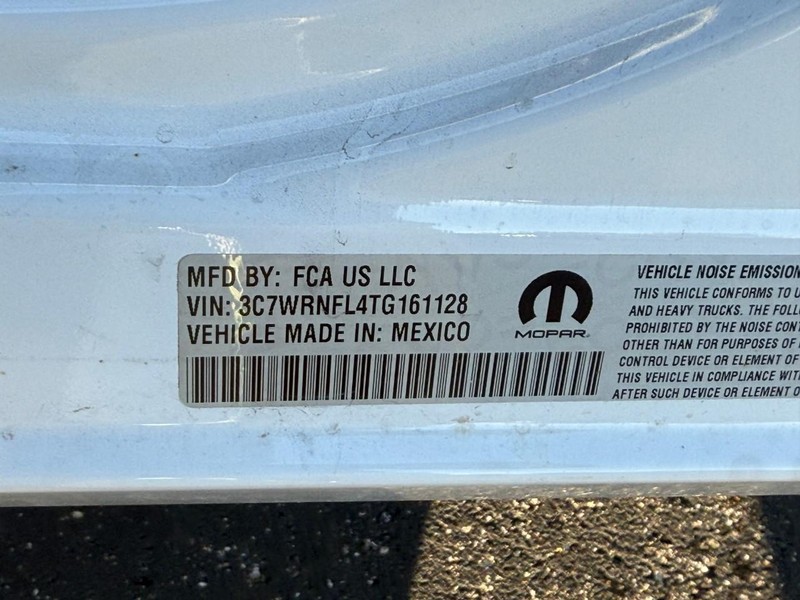 MFD BY: FCA US LLC
VIN: 3C7WRNFL4TG161128
VEHICLE MADE IN: MEXICO
MOPAR
VEHICLE NOISE EMISSION
THIS VEHICLE CONFORMS TO U
AND HEAVY TRUCKS. THE FOLL
PROHIBITED BY THE NOISE CONT
OTHER THAN FOR PURPOSES OF
CONTROL DEVICE OR ELEMENT OF
THIS VEHICLE IN COMPLIANCE WIT
AFTER SUCH DEVICE OR ELEMENT O